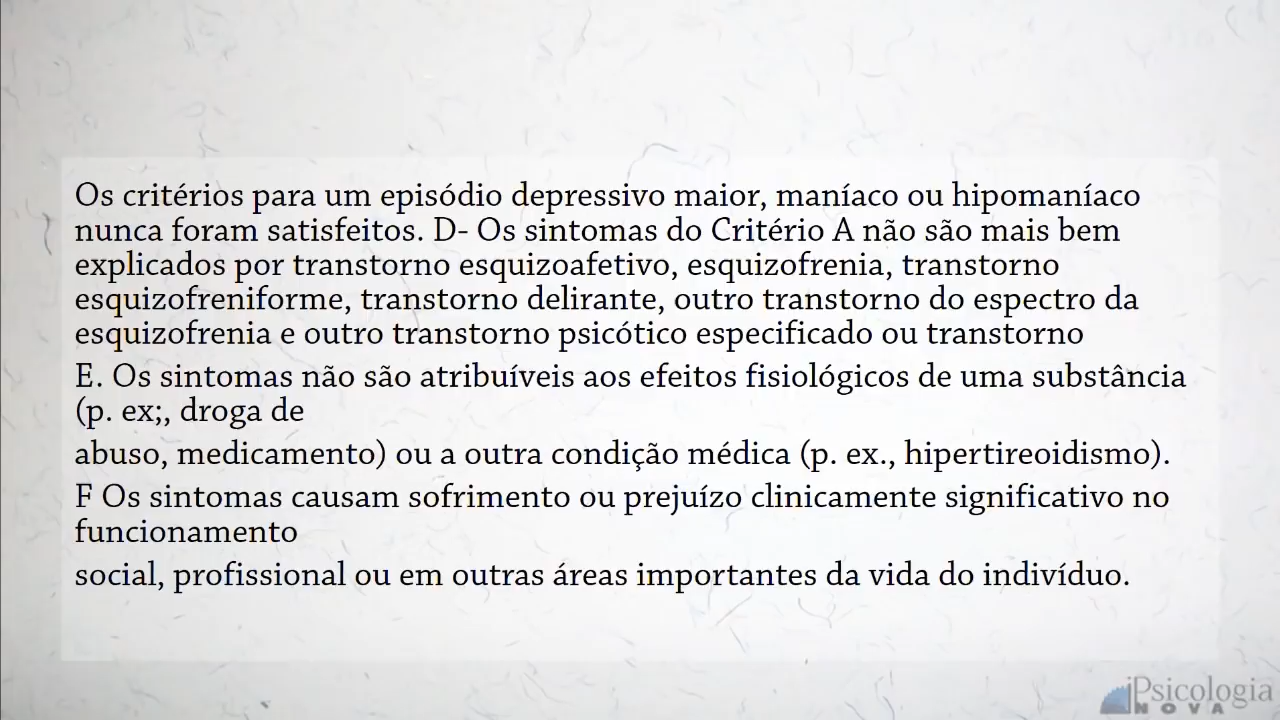 Os critérios para um episódio depressivo maior, maníaco ou hipomaníaco
nunca foram satisfeitos. D- Os sintomas do Critério A não são mais bem
explicados por transtorno esquizoafetivo, esquizofrenia, transtorno
esquizofreniforme, transtorno delirante, outro transtorno do espectro da
esquizofrenia e outro transtorno psicótico especificado ou transtorno
E. Os sintomas não são atribuíveis aos efeitos fisiológicos de uma substância
(p. ex;, droga de
abuso, medicamento) ou a outra condição médica (p. ex., hipertireoidismo).
F Os sintomas causam sofrimento ou prejuízo clinicamente significativo no
funcionamento
social, profissional ou em outras áreas importantes da vida do indivíduo.
Psicologia
NOVA